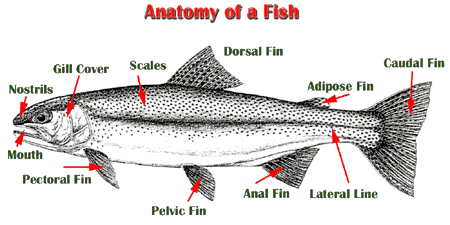 Anatomy of a Fish
Dorsal Fin
Caudal Fin
Scales
Gill Cover
Adipose Fin
Nostrils
Mouth
Pectoral Fin
Anal Fin
Lateral Line
Pelvic Fin